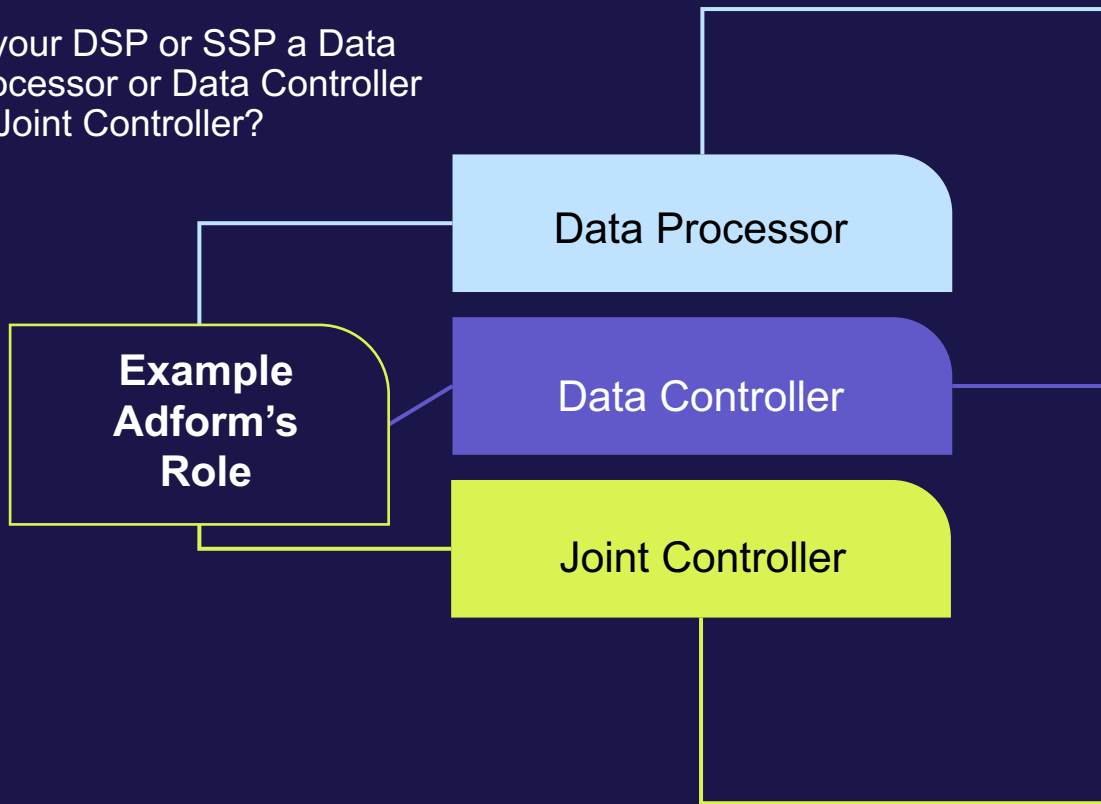 your DSP or SSP a Data
ocessor or Data Controller
Joint Controller?
Data Processor
Example
Adform’s
Role
Data Controller
Joint Controller